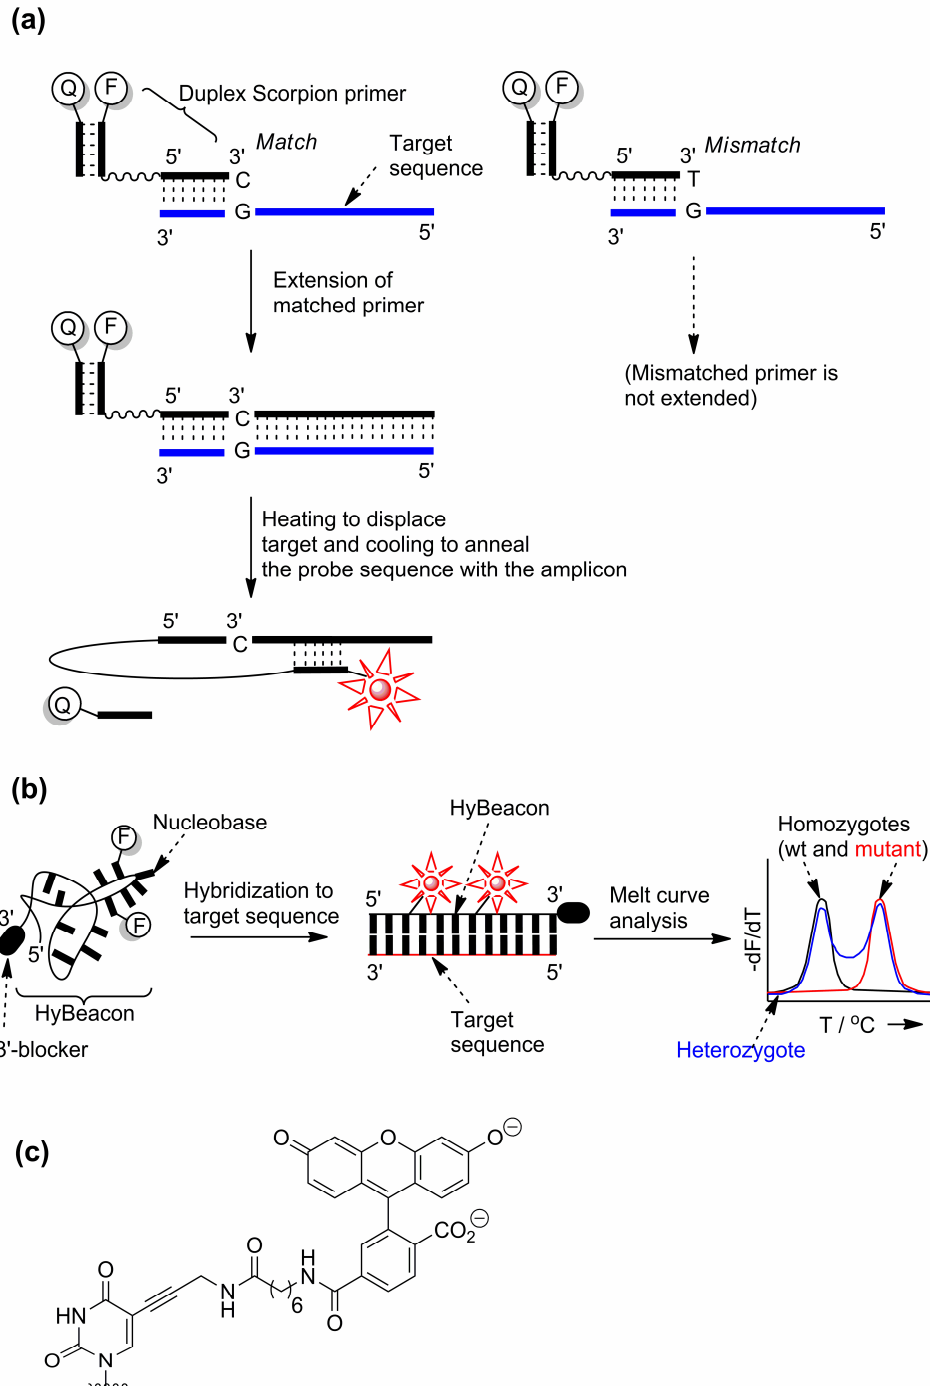 (a)
Q F
Duplex Scorpion primer
5' 3' Match
C
G
3' 5'
Target
sequence
Q F
5' 3' Mismatch
T
G
3' 5'
Extension of
matched primer
(Mismatched primer is
not extended)
Q F
5' 3'
C
G
3' 5'
Heating to displace
target and cooling to anneal
the probe sequence with the amplicon
5' 3'
C
Q
(b)
F
Nucleobase
F
3'
5'
HyBeacon
3'-blocker
Hybridization to
target sequence
HyBeacon
5' 3'
3' 5'
Target
sequence
Melt curve
analysis
Homozygotes
(wt and mutant)
-dF/dT
T / °C
Heterozygote
(c)
O O O⊖
CO2⊖
O H
N
N
H
( )6
O
O
HN
O N